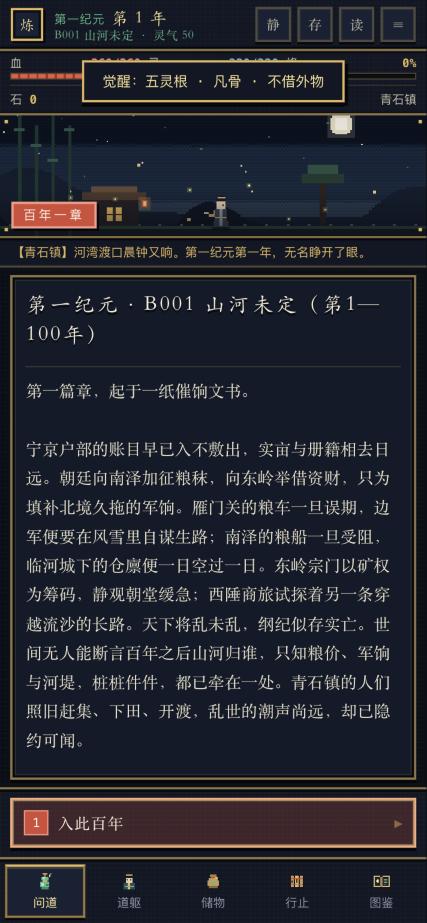 炼
第一纪元 第 1 年
B001 山河未定 · 灵气 50
静 存 读 ≡
血
0%
觉醒：五灵根 · 凡骨 · 不借外物
石 0
青石镇
百年一章
【青石镇】河湾渡口晨钟又响。第一纪元第一年，无名睁开了眼。
第一纪元 · B001 山河未定（第1—
100年）
第一篇章，起于一纸催饷文书。
宁京户部的账目早已入不敷出，实亩与册籍相去日
远。朝廷向南泽加征粮秣，向东岭举借资财，只为
填补北境久拖的军饷。雁门关的粮车一旦误期，边
军便要在风雪里自谋生路；南泽的粮船一旦受阻，
临河城下的仓廪便一日空过一日。东岭宗门以矿权
为筹码，静观朝堂缓急；西陲商旅试探着另一条穿
越流沙的长路。天下将乱未乱，纲纪似存实亡。世
间无人能断言百年之后山河归谁，只知粮价、军饷
与河堤，桩桩件件，都已牵在一处。青石镇的人们
照旧赶集、下田、开渡，乱世的潮声尚远，却已隐
约可闻。
1 入此百年
问道 道躯 储物 行止 图鉴